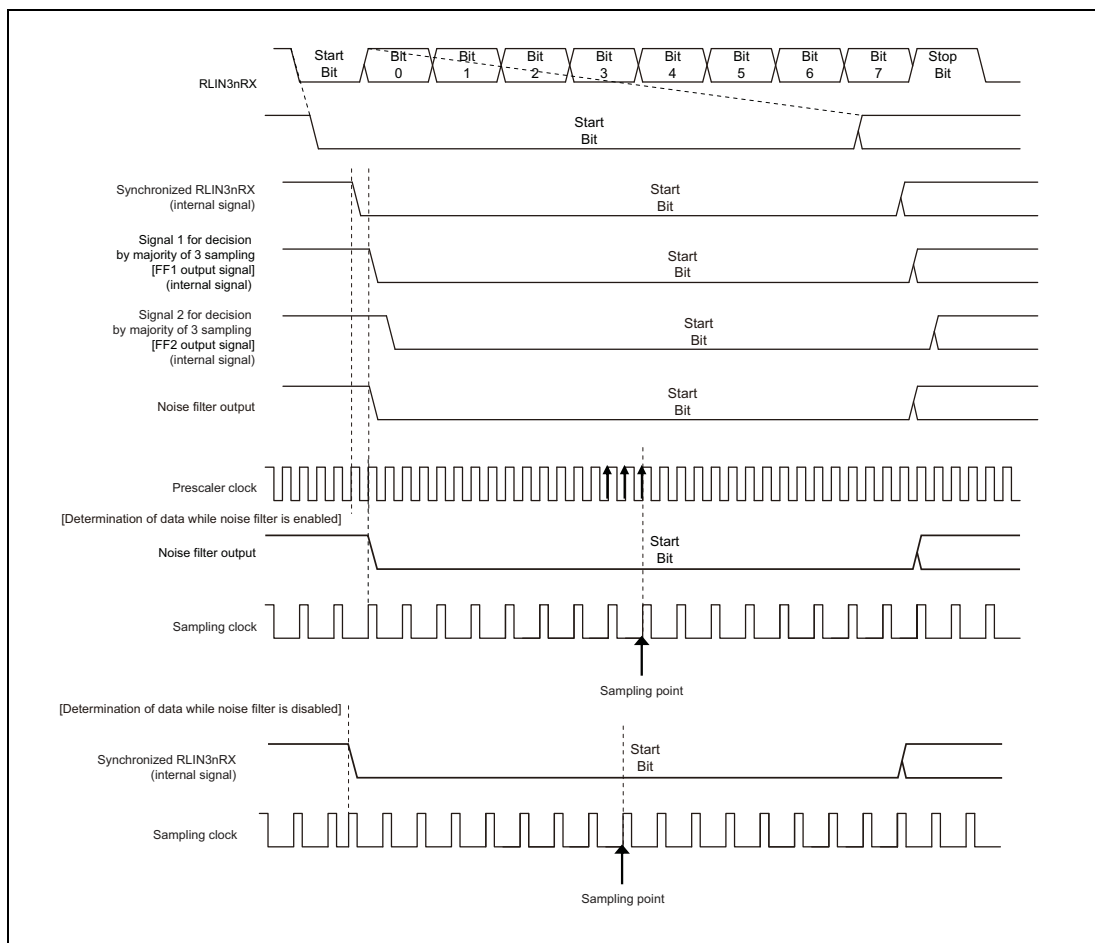 Start
Bit
Bit
0
Bit
1
Bit
2
Bit
3
Bit
4
Bit
5
Bit
6
Bit
7
Stop
Bit
RLIN3nRX
Start
Bit
Synchronized RLIN3nRX
(internal signal)
Start
Bit
Signal 1 for decision
by majority of 3 sampling
[FF1 output signal]
(internal signal)
Start
Bit
Signal 2 for decision
by majority of 3 sampling
[FF2 output signal]
(internal signal)
Start
Bit
Noise filter output
Start
Bit
Prescaler clock
[Determination of data while noise filter is enabled]
Noise filter output
Start
Bit
Sampling clock
Sampling point
[Determination of data while noise filter is disabled]
Synchronized RLIN3nRX
(internal signal)
Start
Bit
Sampling clock
Sampling point